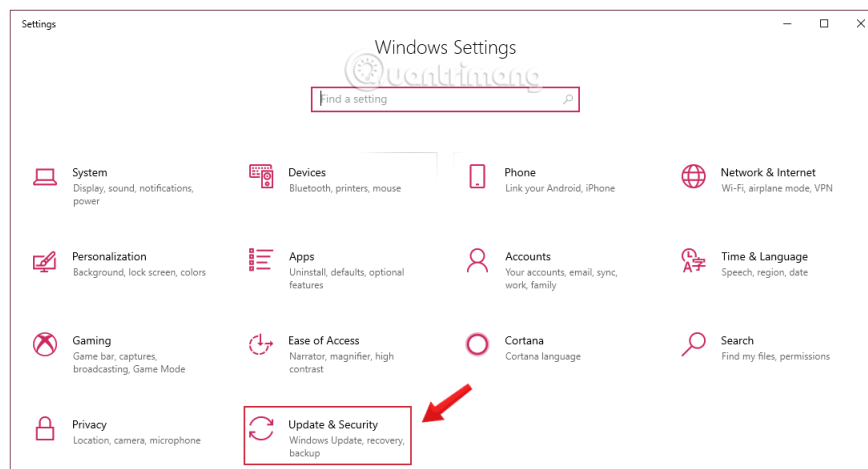 Settings
Windows Settings
Quantrimang
Find a setting
System
Display, sound, notifications,
power
Devices
Bluetooth, printers, mouse
Phone
Link your Android, iPhone
Network & Internet
Wi-Fi, airplane mode, VPN
Personalization
Background, lock screen, colors
Apps
Uninstall, defaults, optional
features
Accounts
Your accounts, email, sync,
work, family
Time & Language
Speech, region, date
Gaming
Game bar, captures,
broadcasting, Game Mode
Ease of Access
Narrator, magnifier, high
contrast
Cortana
Cortana language
Search
Find my files, permissions
Privacy
Location, camera, microphone
Update & Security
Windows Update, recovery,
backup